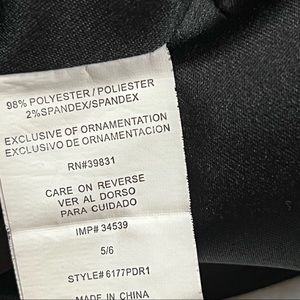 98% POLYESTER / POLIESTER
2%SPANDEX/SPANDEX
EXCLUSIVE OF ORNAMENTATION
EXCLUSIVO DE ORNAMENTACION
RN#39831
CARE ON REVERSE
VER AL DORSO
PARA CUIDADO
IMP# 34539
5/6
STYLE# 6177PDR1
MADE IN CHINA